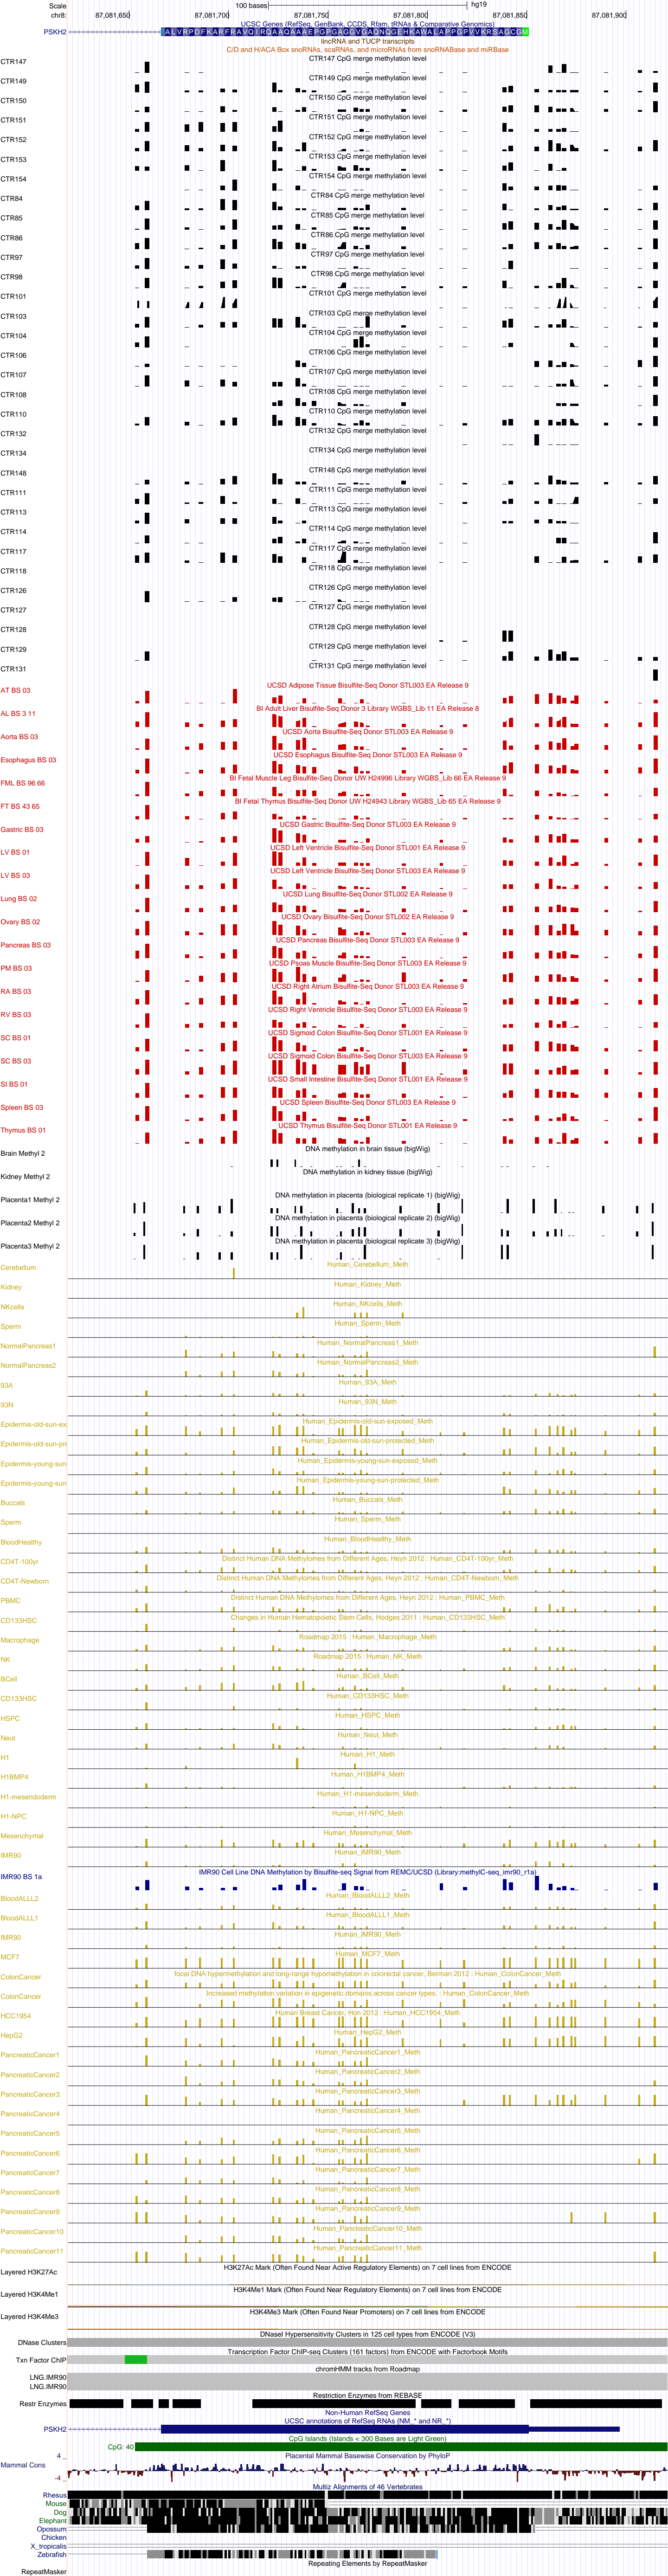 Scale 100 bases hg19
chr8: 87,081,650 87,081,700 87,081,750 87,081,800 87,081,850 87,081,900
UCSC Genes (RefSeq, GenBank, CCDS, Rfam, tRNAs & Comparative Genomics)
PSKH2
lincRNA and TUCP transcripts
C/D and H/ACA Box snoRNAs, scaRNAs, and microRNAs from snoRNABase and miRBase
CTR147 CpG merge methylation level
CTR147
CTR149 CpG merge methylation level
CTR149
CTR150 CpG merge methylation level
CTR150
CTR151 CpG merge methylation level
CTR151
CTR152 CpG merge methylation level
CTR152
CTR153 CpG merge methylation level
CTR153
CTR154 CpG merge methylation level
CTR154
CTR84 CpG merge methylation level
CTR84
CTR85 CpG merge methylation level
CTR85
CTR86 CpG merge methylation level
CTR86
CTR97 CpG merge methylation level
CTR97
CTR98 CpG merge methylation level
CTR98
CTR101 CpG merge methylation level
CTR101
CTR103 CpG merge methylation level
CTR103
CTR104 CpG merge methylation level
CTR104
CTR106 CpG merge methylation level
CTR106
CTR107 CpG merge methylation level
CTR107
CTR108 CpG merge methylation level
CTR108
CTR110 CpG merge methylation level
CTR110
CTR132 CpG merge methylation level
CTR132
CTR134 CpG merge methylation level
CTR134
CTR148 CpG merge methylation level
CTR148
CTR111 CpG merge methylation level
CTR111
CTR113 CpG merge methylation level
CTR113
CTR114 CpG merge methylation level
CTR114
CTR117 CpG merge methylation level
CTR117
CTR118 CpG merge methylation level
CTR118
CTR126 CpG merge methylation level
CTR126
CTR127 CpG merge methylation level
CTR127
CTR128 CpG merge methylation level
CTR128
CTR129 CpG merge methylation level
CTR129
CTR131 CpG merge methylation level
CTR131
UCSD Adipose Tissue Bisulfite-Seq Donor STL003 EA Release 9
AT BS 03
BI Adult Liver Bisulfite-Seq Donor 3 Library WGBS_Lib 11 EA Release 8
AL BS 3 11
UCSD Aorta Bisulfite-Seq Donor STL003 EA Release 9
Aorta BS 03
UCSD Esophagus Bisulfite-Seq Donor STL003 EA Release 9
Esophagus BS 03
BI Fetal Muscle Leg Bisulfite-Seq Donor UW H24996 Library WGBS_Lib 66 EA Release 9
FML BS 96 66
BI Fetal Thymus Bisulfite-Seq Donor UW H24943 Library WGBS_Lib 65 EA Release 9
FT BS 43 65
UCSD Gastric Bisulfite-Seq Donor STL003 EA Release 9
Gastric BS 03
UCSD Left Ventricle Bisulfite-Seq Donor STL001 EA Release 9
LV BS 01
UCSD Left Ventricle Bisulfite-Seq Donor STL003 EA Release 9
LV BS 03
UCSD Lung Bisulfite-Seq Donor STL002 EA Release 9
Lung BS 02
UCSD Ovary Bisulfite-Seq Donor STL002 EA Release 9
Ovary BS 02
UCSD Pancreas Bisulfite-Seq Donor STL003 EA Release 9
Pancreas BS 03
UCSD Psoas Muscle Bisulfite-Seq Donor STL003 EA Release 9
PM BS 03
UCSD Right Atrium Bisulfite-Seq Donor STL003 EA Release 9
RA BS 03
UCSD Right Ventricle Bisulfite-Seq Donor STL003 EA Release 9
RV BS 03
UCSD Sigmoid Colon Bisulfite-Seq Donor STL001 EA Release 9
SC BS 01
UCSD Sigmoid Colon Bisulfite-Seq Donor STL003 EA Release 9
SC BS 03
UCSD Small Intestine Bisulfite-Seq Donor STL001 EA Release 9
SI BS 01
UCSD Spleen Bisulfite-Seq Donor STL003 EA Release 9
Spleen BS 03
UCSD Thymus Bisulfite-Seq Donor STL001 EA Release 9
Thymus BS 01
DNA methylation in brain tissue (bigWig)
Brain Methyl 2
DNA methylation in kidney tissue (bigWig)
Kidney Methyl 2
DNA methylation in placenta (biological replicate 1) (bigWig)
Placenta1 Methyl 2
DNA methylation in placenta (biological replicate 2) (bigWig)
Placenta2 Methyl 2
DNA methylation in placenta (biological replicate 3) (bigWig)
Placenta3 Methyl 2
Human_Cerebellum_Meth
Cerebellum
Human_Kidney_Meth
Kidney
Human_NKcells_Meth
NKcells
Human_Sperm_Meth
Sperm
Human_NormalPancreas1_Meth
NormalPancreas1
Human_NormalPancreas2_Meth
NormalPancreas2
Human_93A_Meth
93A
Human_93N_Meth
93N
Human_Epidermis-old-sun-exposed_Meth
Epidermis-old-sun-ex
Human_Epidermis-old-sun-protected_Meth
Epidermis-old-sun-pr
Human_Epidermis-young-sun-exposed_Meth
Epidermis-young-sun
Human_Epidermis-young-sun-protected_Meth
Epidermis-young-sun
Human_Buccals_Meth
Buccals
Human_Sperm_Meth
Sperm
Human_BloodHealthy_Meth
BloodHealthy
Distinct Human DNA Methylomes from Different Ages, Heyn 2012 : Human_CD4T-100yr_Meth
CD4T-100yr
Distinct Human DNA Methylomes from Different Ages, Heyn 2012 : Human_CD4T-Newborn_Meth
CD4T-Newborn
Distinct Human DNA Methylomes from Different Ages, Heyn 2012 : Human_PBMC_Meth
PBMC
Changes in Human Hematopoietic Stem Cells, Hodges 2011 : Human_CD133HSC_Meth
CD133HSC
Roadmap 2015 : Human_Macrophage_Meth
Macrophage
Roadmap 2015 : Human_NK_Meth
NK
Human_BCell_Meth
BCell
Human_CD133HSC_Meth
CD133HSC
Human_HSPC_Meth
HSPC
Human_Neut_Meth
Neut
Human_H1_Meth
H1
Human_H1BMP4_Meth
H1BMP4
Human_H1-mesendoderm_Meth
H1-mesendoderm
Human_H1-NPC_Meth
H1-NPC
Human_Mesenchymal_Meth
Mesenchymal
Human_IMR90_Meth
IMR90
IMR90 Cell Line DNA Methylation by Bisulfite-seq Signal from REMC/UCSD (Library:methylC-seq_imr90_r1a)
IMR90 BS 1a
Human_BloodALLL2_Meth
BloodALLL2
Human_BloodALLL1_Meth
BloodALLL1
Human_IMR90_Meth
IMR90
Human_MCF7_Meth
MCF7
focal DNA hypermethylation and long-range hypomethylation in colorectal cancer, Berman 2012 : Human_ColonCancer_Meth
ColonCancer
Increased methylation variation in epigenetic domains across cancer types. : Human_ColonCancer_Meth
ColonCancer
Human Breast Cancer, Hon 2012 : Human_HCC1954_Meth
HCC1954
Human_HepG2_Meth
HepG2
Human_PancreaticCancer1_Meth
PancreaticCancer1
Human_PancreaticCancer2_Meth
PancreaticCancer2
Human_PancreaticCancer3_Meth
PancreaticCancer3
Human_PancreaticCancer4_Meth
PancreaticCancer4
Human_PancreaticCancer5_Meth
PancreaticCancer5
Human_PancreaticCancer6_Meth
PancreaticCancer6
Human_PancreaticCancer7_Meth
PancreaticCancer7
Human_PancreaticCancer8_Meth
PancreaticCancer8
Human_PancreaticCancer9_Meth
PancreaticCancer9
Human_PancreaticCancer10_Meth
PancreaticCancer10
Human_PancreaticCancer11_Meth
PancreaticCancer11
H3K27Ac Mark (Often Found Near Active Regulatory Elements) on 7 cell lines from ENCODE
Layered H3K27Ac
H3K4Me1 Mark (Often Found Near Regulatory Elements) on 7 cell lines from ENCODE
Layered H3K4Me1
H3K4Me3 Mark (Often Found Near Promoters) on 7 cell lines from ENCODE
Layered H3K4Me3
DNaseI Hypersensitivity Clusters in 125 cell types from ENCODE (V3)
DNase Clusters
Transcription Factor ChIP-seq Clusters (161 factors) from ENCODE with Factorbook Motifs
Txn Factor ChIP
chromHMM tracks from Roadmap
LNG.IMR90
LNG.IMR90
Restriction Enzymes from REBASE
Restr Enzymes
Non-Human RefSeq Genes
UCSC annotations of RefSeq RNAs (NM_* and NR_*)
PSKH2
CpG Islands (Islands < 300 Bases are Light Green)
CpG: 40
Placental Mammal Basewise Conservation by PhyloP
4 _
Mammal Cons
-4 _
Multiz Alignments of 46 Vertebrates
Rhesus
Mouse
Dog
Elephant
Opossum
Chicken
X_tropicalis
Zebrafish
Repeating Elements by RepeatMasker
RepeatMasker